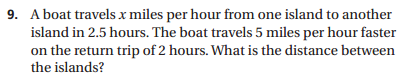 9. A boat travels x miles per hour from one island to another
island in 2.5 hours. The boat travels 5 miles per hour faster
on the return trip of 2 hours. What is the distance between
the islands?